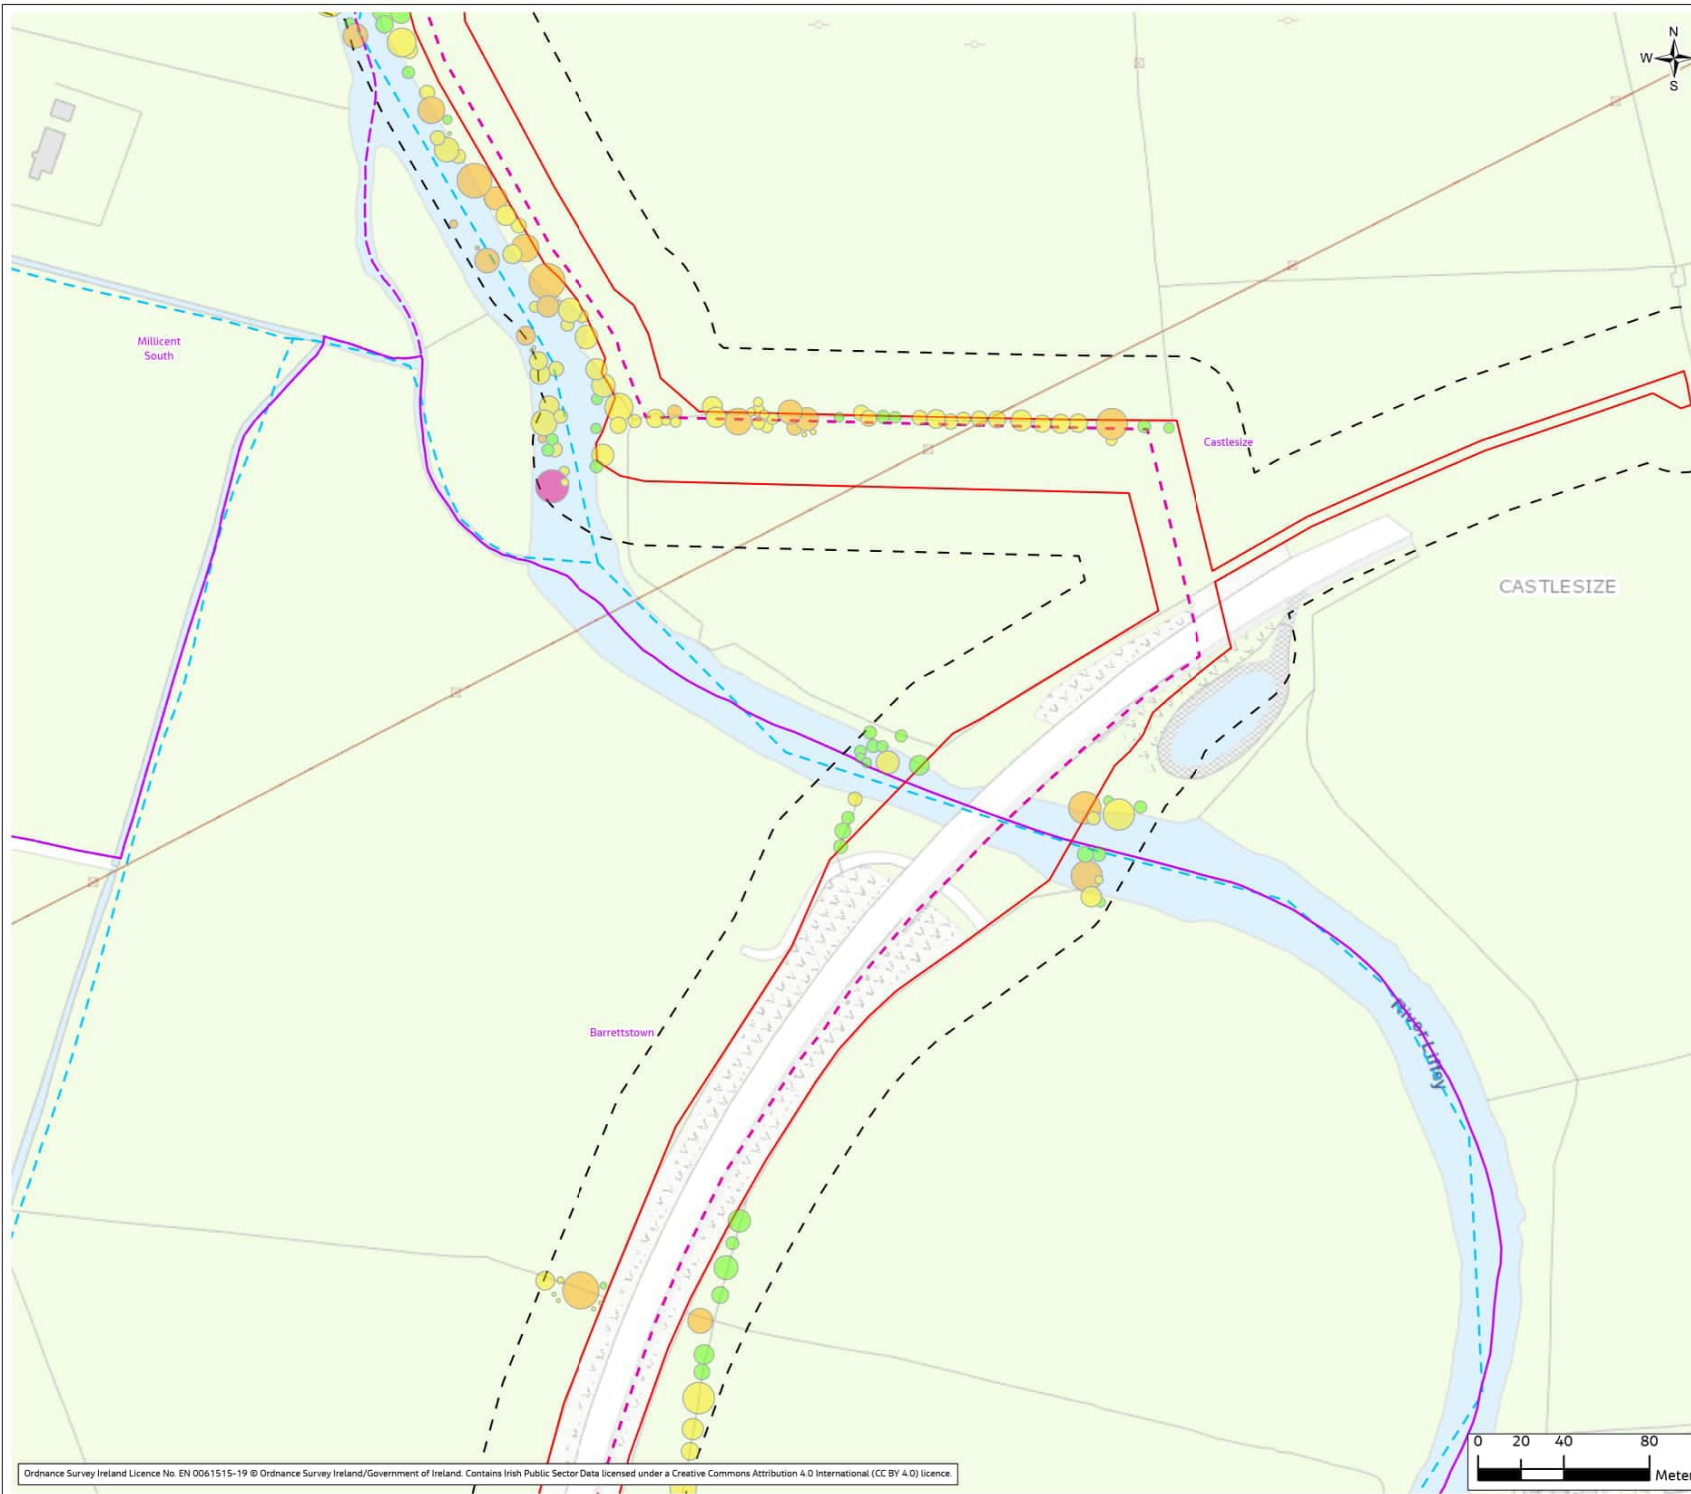 N
W
S
Millicent
South
Castlesize
CASTLESIZE
Barrettstown
River Liffey
0 20 40 80
Meter
Ordnance Survey Ireland Licence No. EN 0061515-19 © Ordnance Survey Ireland/Government of Ireland. Contains Irish Public Sector Data licensed under a Creative Commons Attribution 4.0 International (CC BY 4.0) licence.